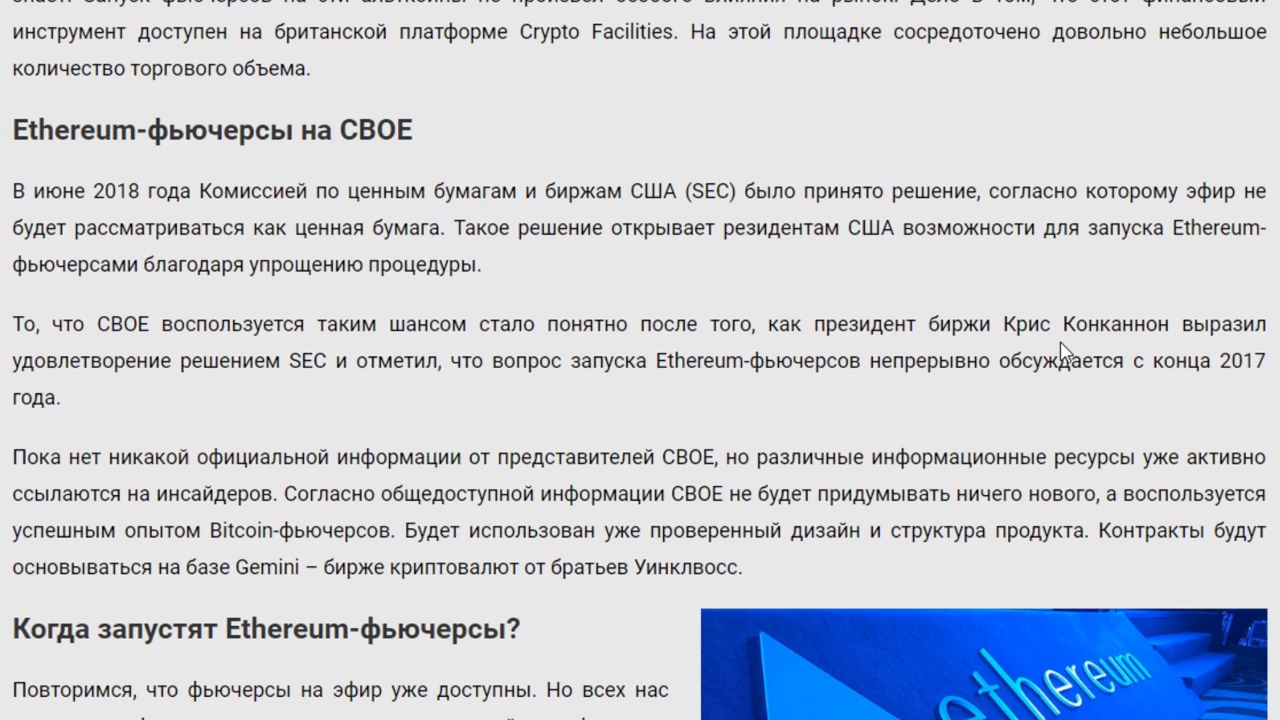 инструмент доступен на британской платформе Crypto Facilities. На этой площадке сосредоточено довольно небольшое
количество торгового объема.
Ethereum-фьючерсы на CBOE
В июне 2018 года Комиссией по ценным бумагам и биржам США (SEC) было принято решение, согласно которому эфир не
будет рассматриваться как ценная бумага. Такое решение открывает резидентам США возможности для запуска Ethereum-
фьючерсами благодаря упрощению процедуры.
То, что CBOE воспользуется таким шансом стало понятно после того, как президент биржи Крис Конканнон выразил
удовлетворение решением SEC и отметил, что вопрос запуска Ethereum-фьючерсов непрерывно обсуждается с конца 2017
года.
Пока нет никакой официальной информации от представителей CBOE, но различные информационные ресурсы уже активно
ссылаются на инсайдеров. Согласно общедоступной информации CBOE не будет придумывать ничего нового, а воспользуется
успешным опытом Bitcoin-фьючерсов. Будет использован уже проверенный дизайн и структура продукта. Контракты будут
основываться на базе Gemini – бирже криптовалют от братьев Уинклвосс.
Когда запустят Ethereum-фьючерсы?
Повторимся, что фьючерсы на эфир уже доступны. Но всех нас
ethereum